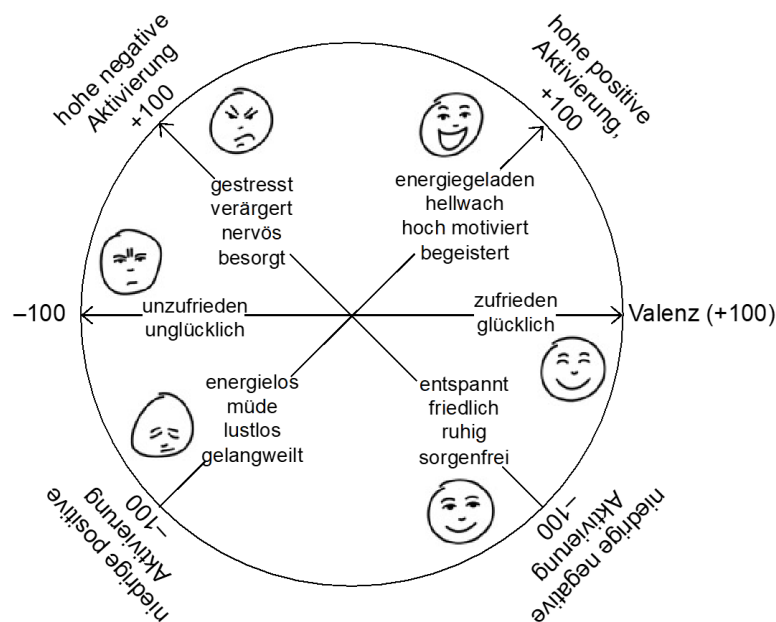 hohe negative
Aktivierung
+100
hohe positive
Aktivierung,
+100
gestresst
verärgert
nervös
besorgt
energiegeladen
hellwach
hoch motiviert
begeistert
–100
unzufrieden
unglücklich
zufrieden
glücklich
Valenz (+100)
energielos
müde
lustlos
gelangweilt
entspannt
friedlich
ruhig
sorgenfrei
–100
niedrige positive
Aktivierung
–100
niedrige negative
Aktivierung